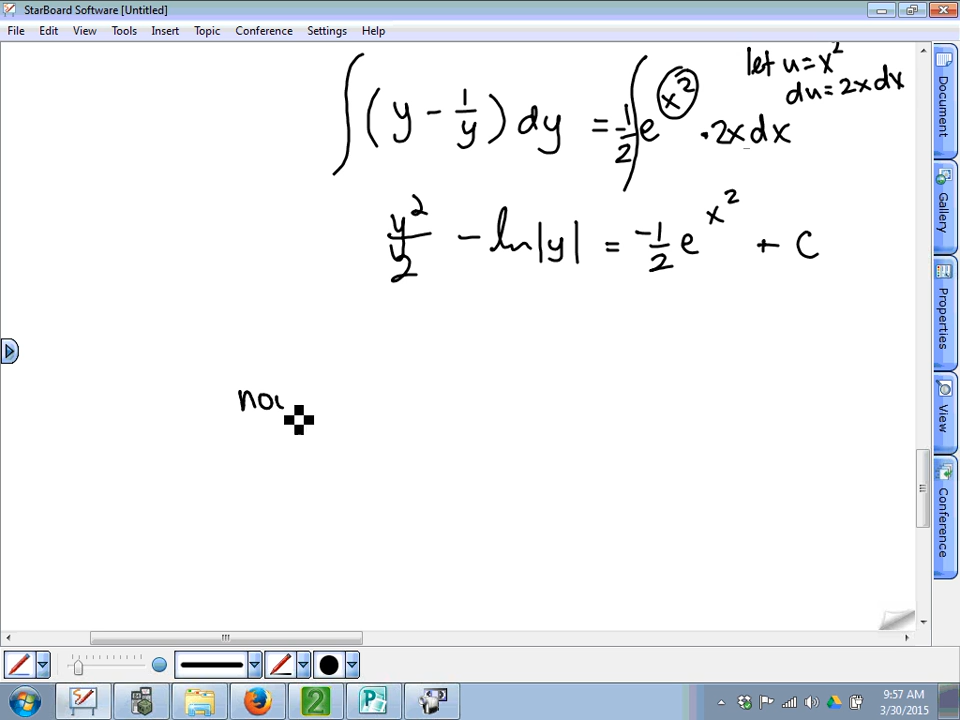 StarBoard Software [Untitled]
File Edit View Tools Insert Topic Conference Settings Help
let u = x²
du = 2x dx
∫(y - 1/y) dy = -1/2 ∫ e^x² · 2x dx
y²/2 - ln|y| = -1/2 e^x² + C
Document
Gallery
Properties
View
Conference
9:57 AM
3/30/2015